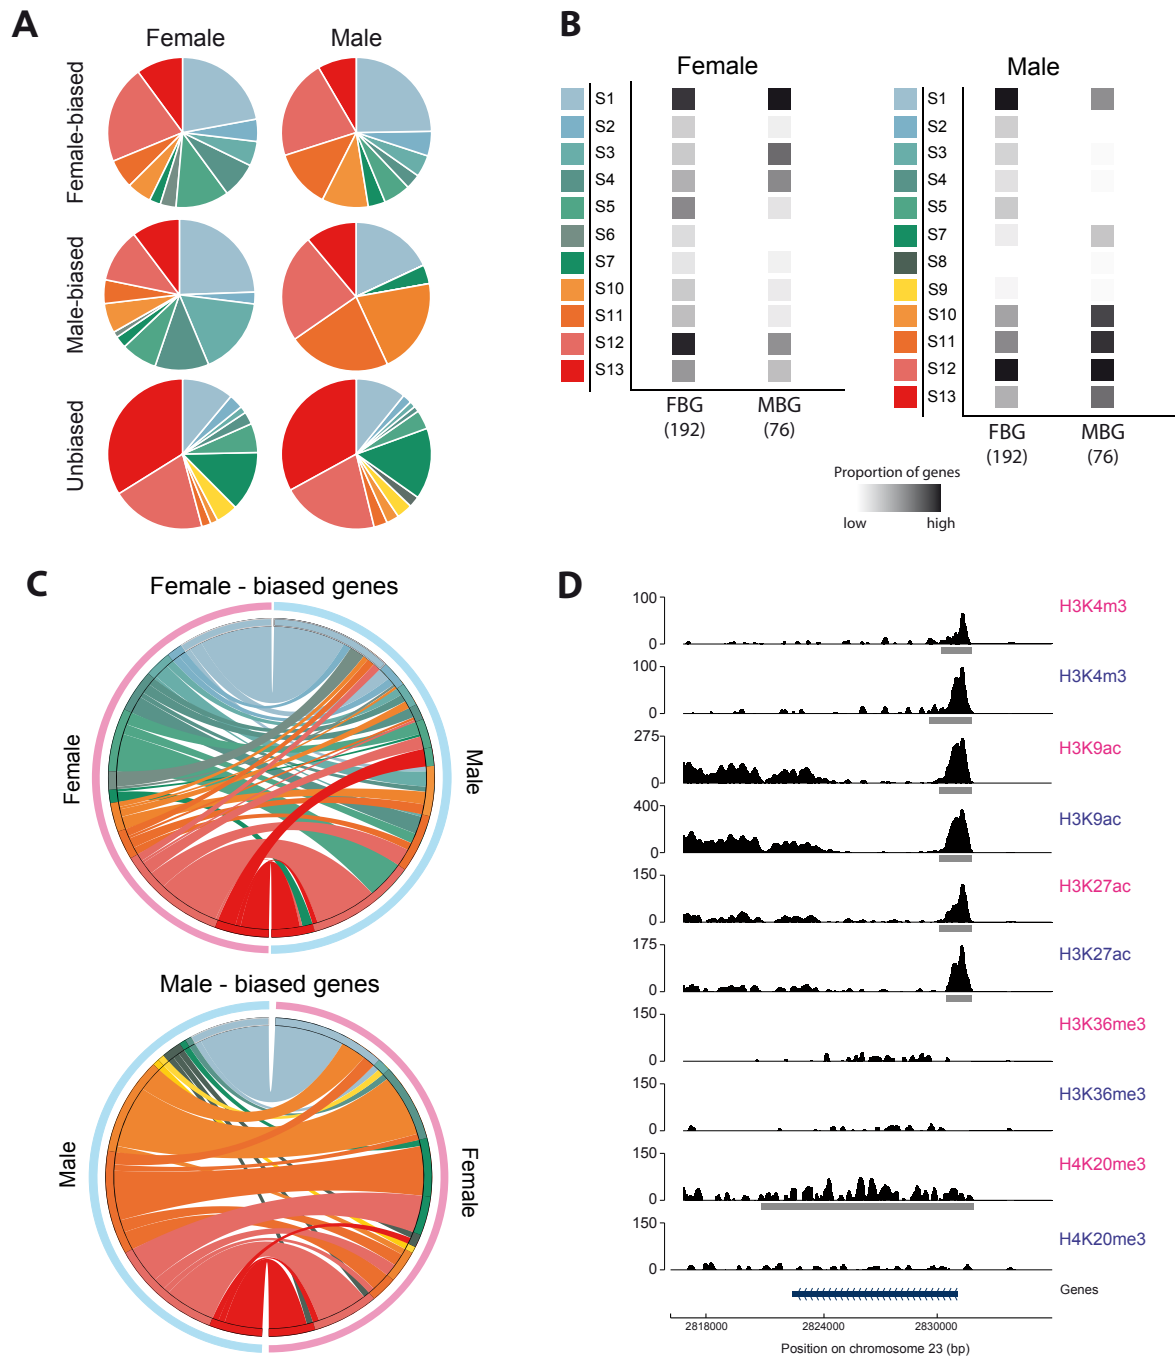 A
Female
Male
Female-biased
Male-biased
Unbiased
B
Female
Male
S1
S2
S3
S4
S5
S6
S7
S10
S11
S12
S13
FBG
(192)
MBG
(76)
S1
S2
S3
S4
S5
S7
S8
S9
S10
S11
S12
S13
FBG
(192)
MBG
(76)
Proportion of genes
low
high
C
Female - biased genes
Female
Male
Male - biased genes
Male
Female
D
100
0
H3K4m3
100
0
H3K4m3
275
0
H3K9ac
400
0
H3K9ac
150
0
H3K27ac
175
0
H3K27ac
150
0
H3K36me3
150
0
H3K36me3
150
0
H4K20me3
150
0
H4K20me3
Genes
2818000
2824000
2830000
Position on chromosome 23 (bp)